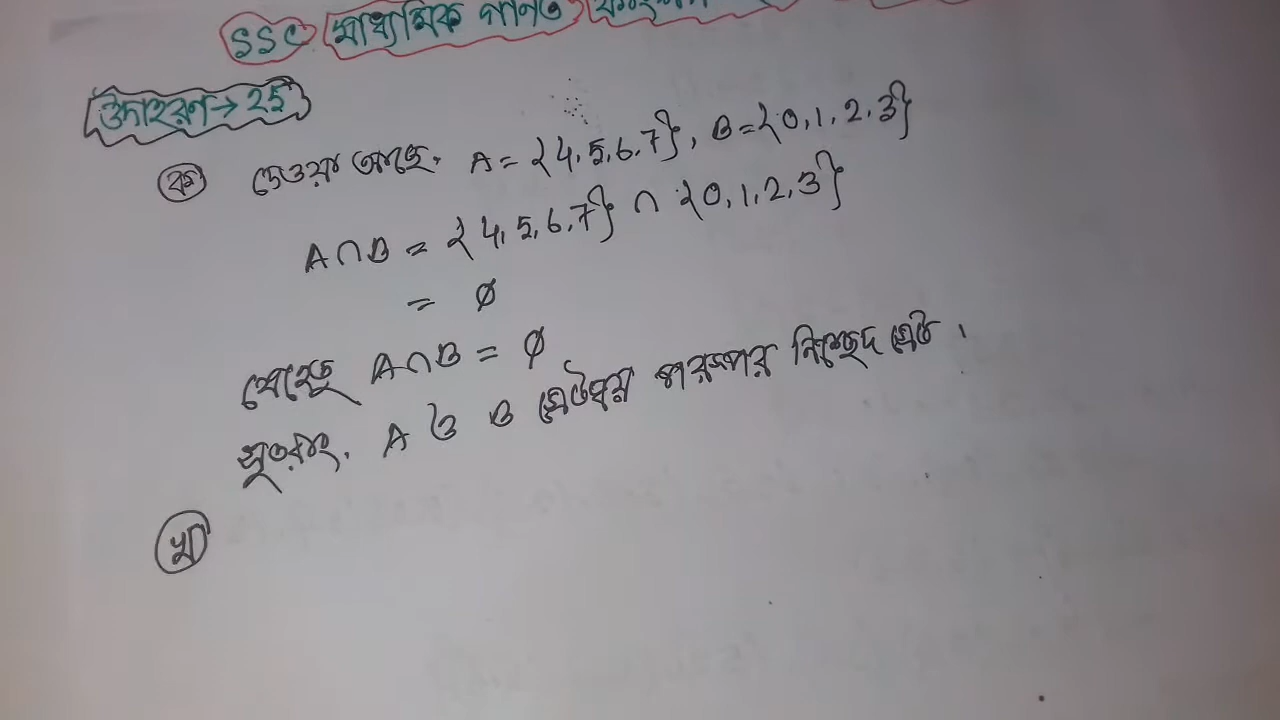 SSC মাধ্যমিক গণিত
উদাহরণ → 25
ক দেওয়া আছে, A = {4, 5, 6, 7}, B = {0, 1, 2, 3}
A ∩ B = {4, 5, 6, 7} ∩ {0, 1, 2, 3}
= ∅
যেহেতু A ∩ B = ∅
সুতরাং, A ও B সেটদ্বয় পরস্পর নিশ্ছেদ সেট ।
খ